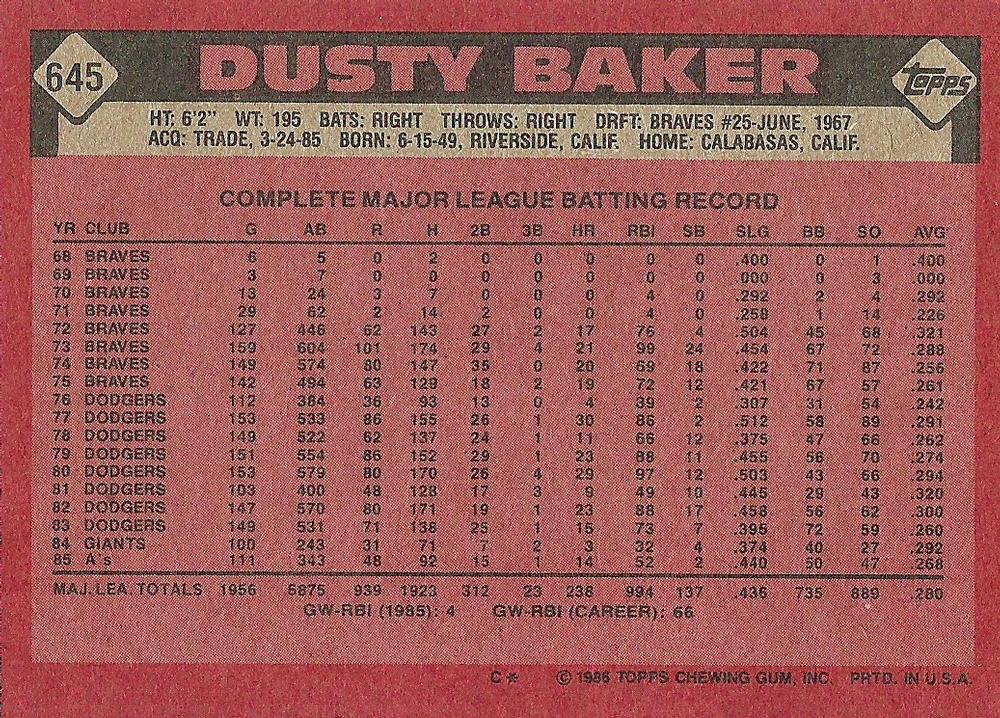 645 DUSTY BAKER TOPPS
HT: 6'2" WT: 195 BATS: RIGHT THROWS: RIGHT DRFT: BRAVES #25-JUNE, 1967
ACQ: TRADE, 3-24-85 BORN: 6-15-49, RIVERSIDE, CALIF. HOME: CALABASAS, CALIF.
COMPLETE MAJOR LEAGUE BATTING RECORD
YR CLUB G AB R H 2B 3B HR RBI SB SLG BB SO AVG
68 BRAVES 6 5 0 2 0 0 0 0 0 .400 0 1 .400
69 BRAVES 3 7 0 0 0 0 0 0 0 .000 0 3 .000
70 BRAVES 13 24 3 7 0 0 0 4 0 .292 2 4 .292
71 BRAVES 29 62 2 14 2 0 0 4 0 .258 1 14 .226
72 BRAVES 127 446 62 143 27 2 17 76 4 .504 45 68 .321
73 BRAVES 159 604 101 174 29 4 21 99 24 .454 67 72 .288
74 BRAVES 149 574 80 147 35 0 20 69 18 .422 71 87 .256
75 BRAVES 142 494 63 129 18 2 19 72 12 .421 67 57 .261
76 DODGERS 112 384 36 93 13 0 4 39 2 .307 31 54 .242
77 DODGERS 153 533 86 155 26 1 30 86 2 .512 58 89 .291
78 DODGERS 149 522 62 137 24 1 11 66 12 .375 47 66 .262
79 DODGERS 151 554 86 152 29 1 23 88 11 .455 56 70 .274
80 DODGERS 153 579 80 170 26 4 29 97 12 .503 43 66 .294
81 DODGERS 103 400 48 128 17 3 9 49 10 .445 29 43 .320
82 DODGERS 147 570 80 171 19 1 23 88 17 .458 56 62 .300
83 DODGERS 149 531 71 138 25 1 15 73 7 .395 72 59 .260
84 GIANTS 100 243 31 71 7 2 3 32 4 .374 40 27 .292
85 A's 111 343 48 92 15 1 14 52 2 .440 50 47 .268
MAJ. LEA. TOTALS 1956 6875 939 1923 312 23 238 994 137 .436 735 889 .280
GW-RBI (1985): 4 GW-RBI (CAREER): 66
C* © 1986 TOPPS CHEWING GUM, INC. PRTD. IN U.S.A.